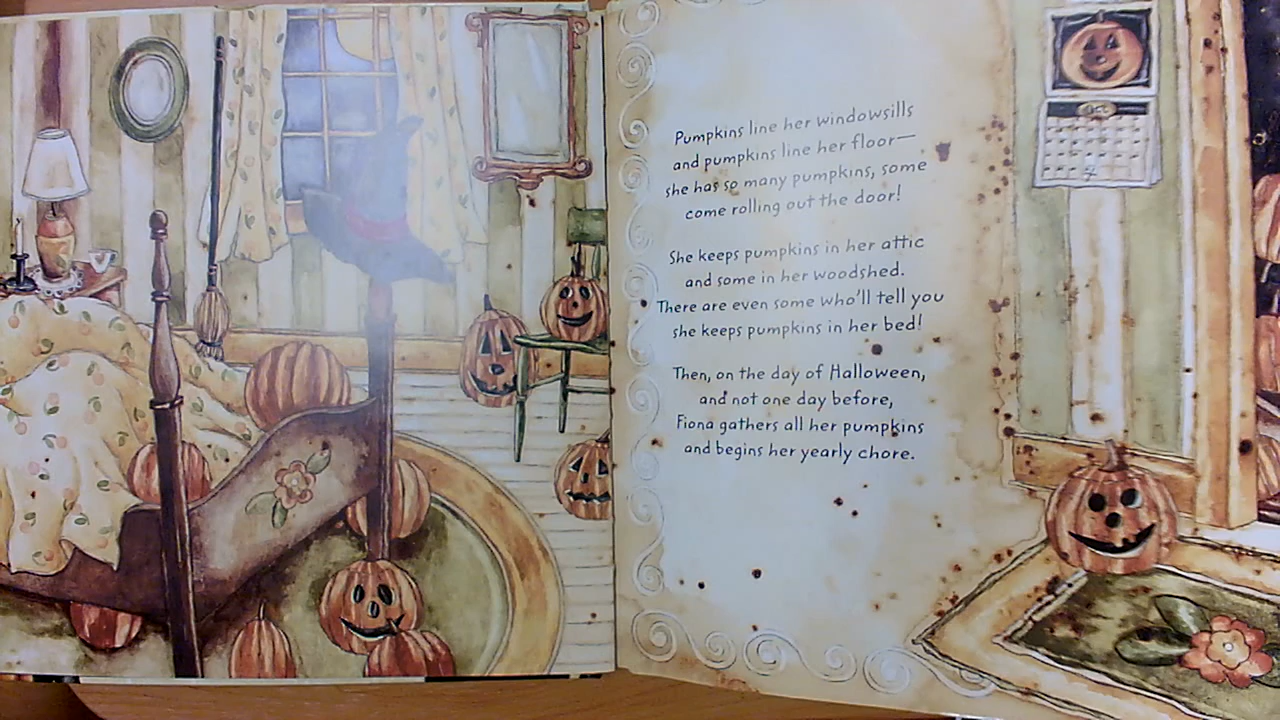 Pumpkins line her windowsills
and pumpkins line her floor—
she has so many pumpkins, some
come rolling out the door!
She keeps pumpkins in her attic
and some in her woodshed.
There are even some who'll tell you
she keeps pumpkins in her bed!
Then, on the day of Halloween,
and not one day before,
Fiona gathers all her pumpkins
and begins her yearly chore.